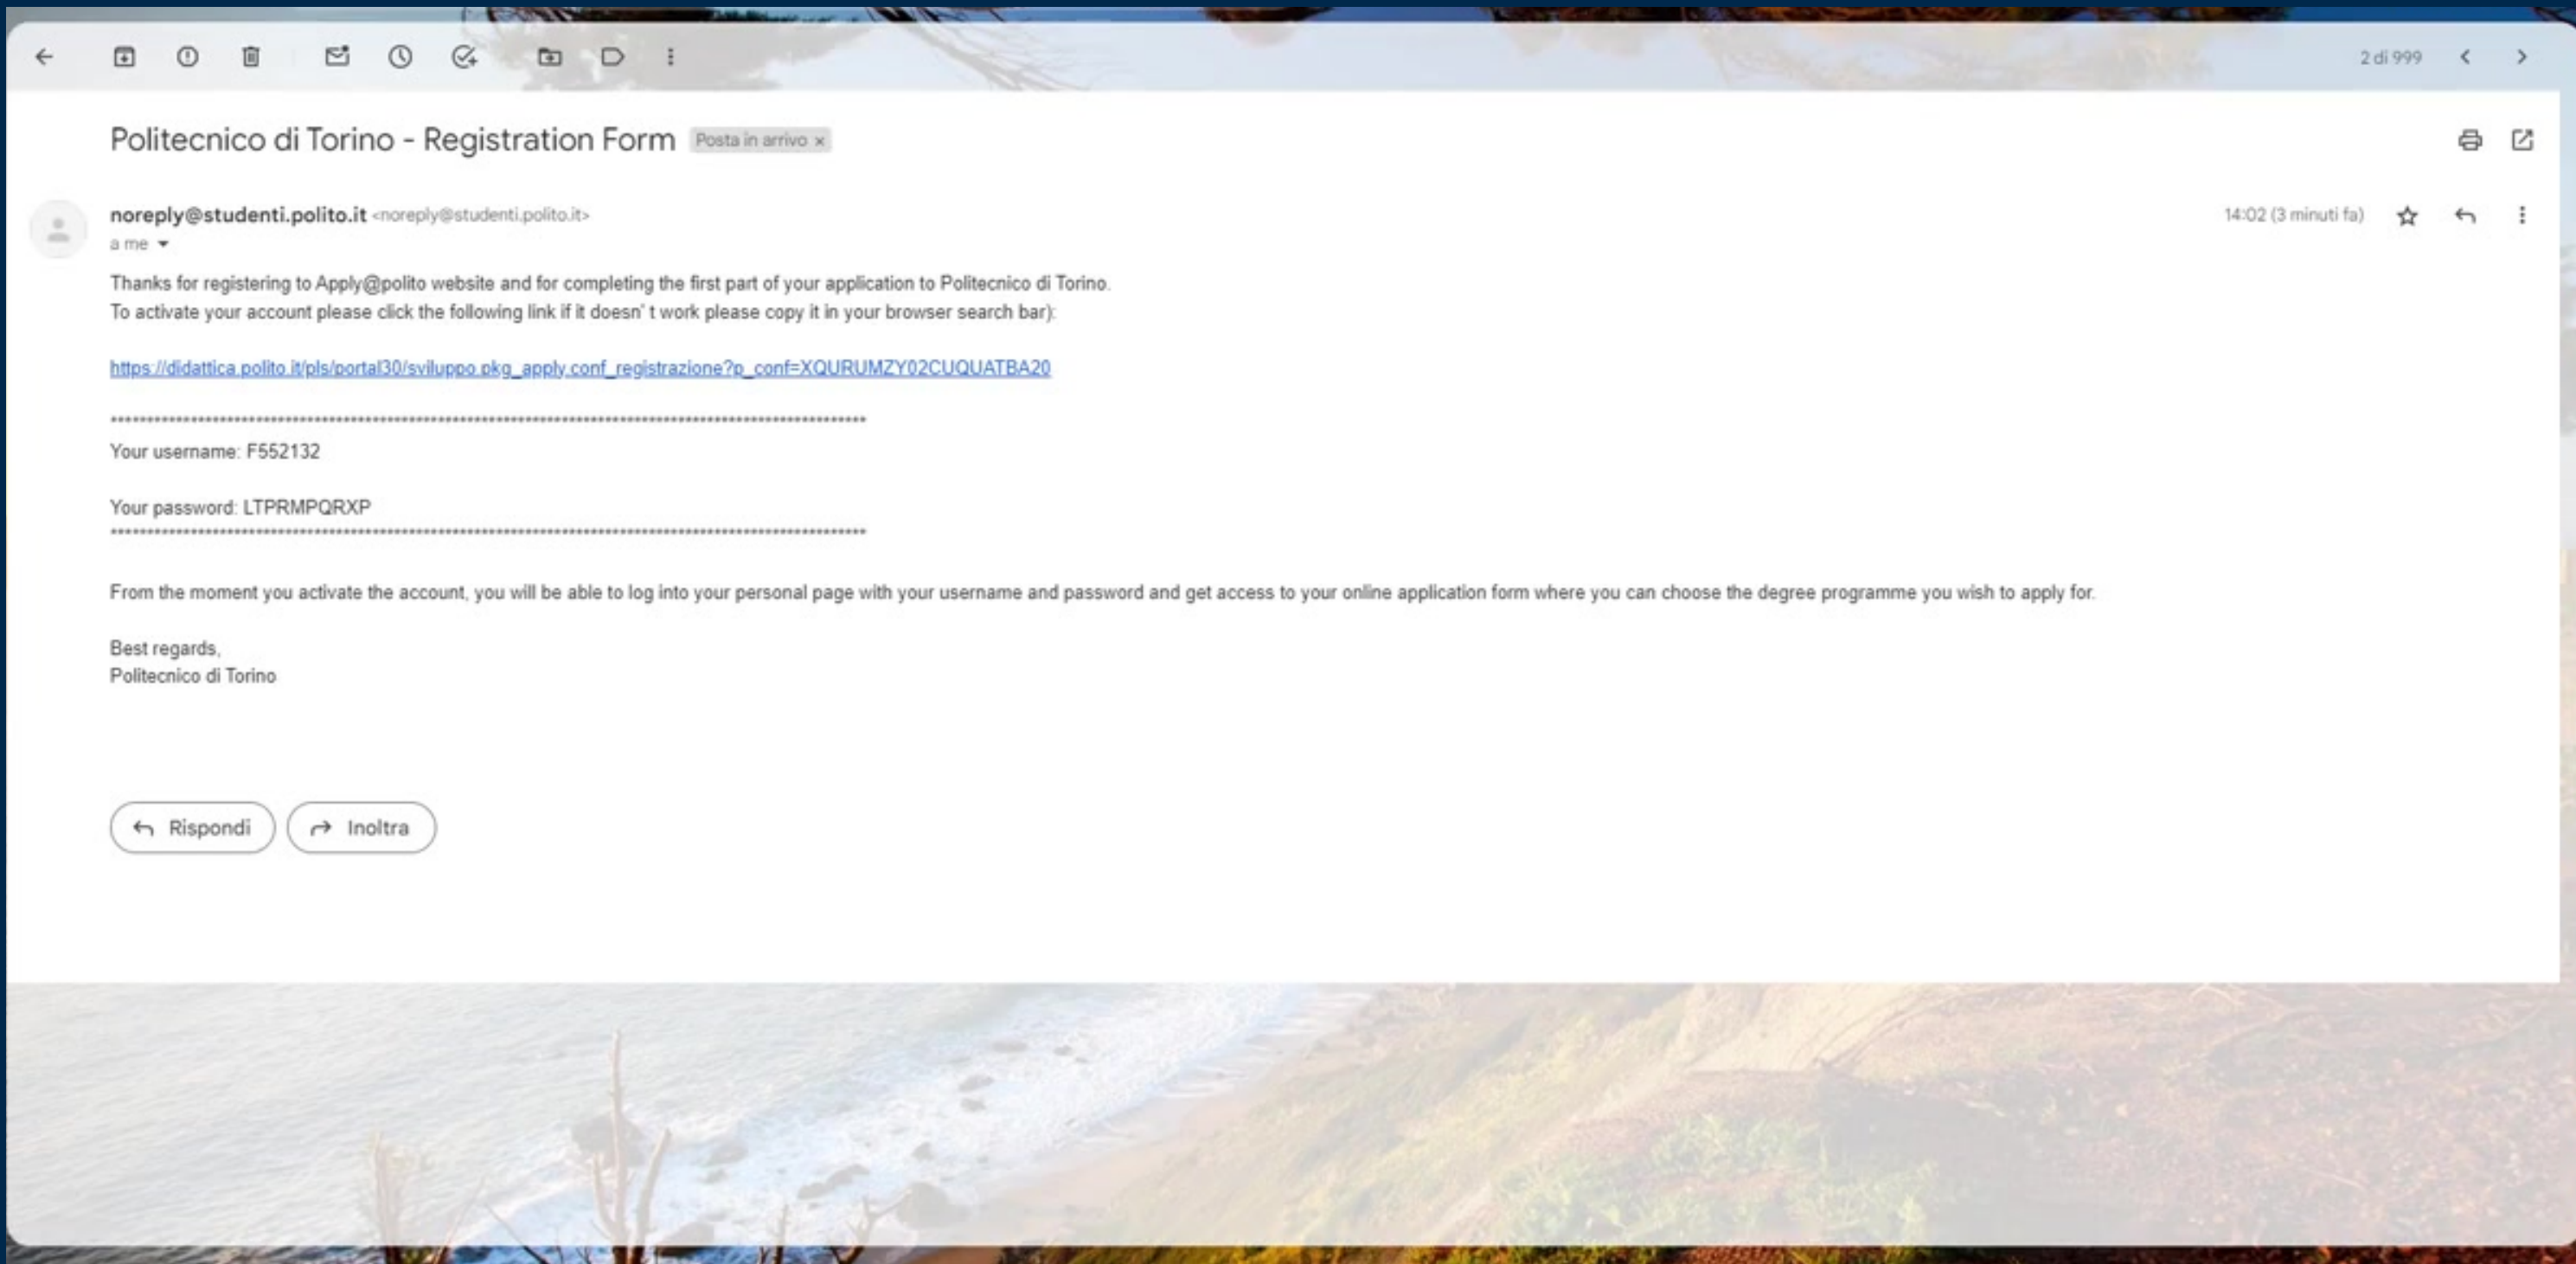 2 di 999
Politecnico di Torino - Registration Form Posta in arrivo x
noreply@studenti.polito.it <noreply@studenti.polito.it> 14:02 (3 minuti fa)
a me
Thanks for registering to Apply@polito website and for completing the first part of your application to Politecnico di Torino.
To activate your account please click the following link if it doesn' t work please copy it in your browser search bar):
https://didattica.polito.it/pls/portal30/sviluppo.pkg_apply.conf_registrazione?p_conf=XQURUMZY02CUQUATBA20
********************************************************************************************************
Your username: F552132
Your password: LTPRMPQRXP
********************************************************************************************************
From the moment you activate the account, you will be able to log into your personal page with your username and password and get access to your online application form where you can choose the degree programme you wish to apply for.
Best regards,
Politecnico di Torino
Rispondi Inoltra